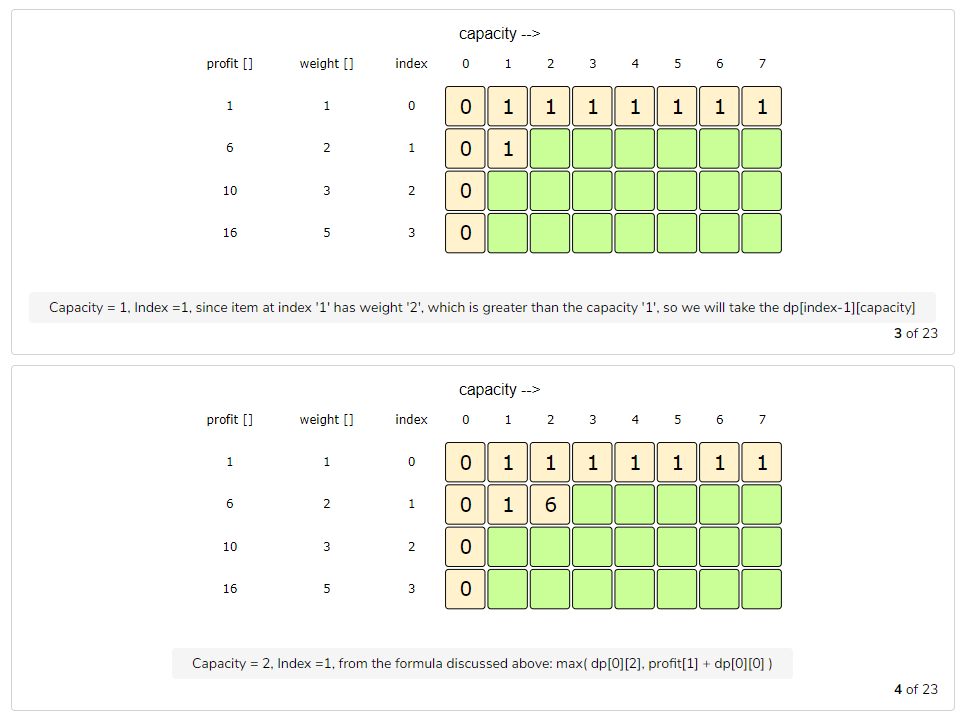 capacity -->
profit [] weight [] index 0 1 2 3 4 5 6 7
1 1 0 0 1 1 1 1 1 1 1
6 2 1 0 1
10 3 2 0
16 5 3 0
Capacity = 1, Index =1, since item at index '1' has weight '2', which is greater than the capacity '1', so we will take the dp[index-1][capacity]
3 of 23
capacity -->
profit [] weight [] index 0 1 2 3 4 5 6 7
1 1 0 0 1 1 1 1 1 1 1
6 2 1 0 1 6
10 3 2 0
16 5 3 0
Capacity = 2, Index =1, from the formula discussed above: max( dp[0][2], profit[1] + dp[0][0] )
4 of 23